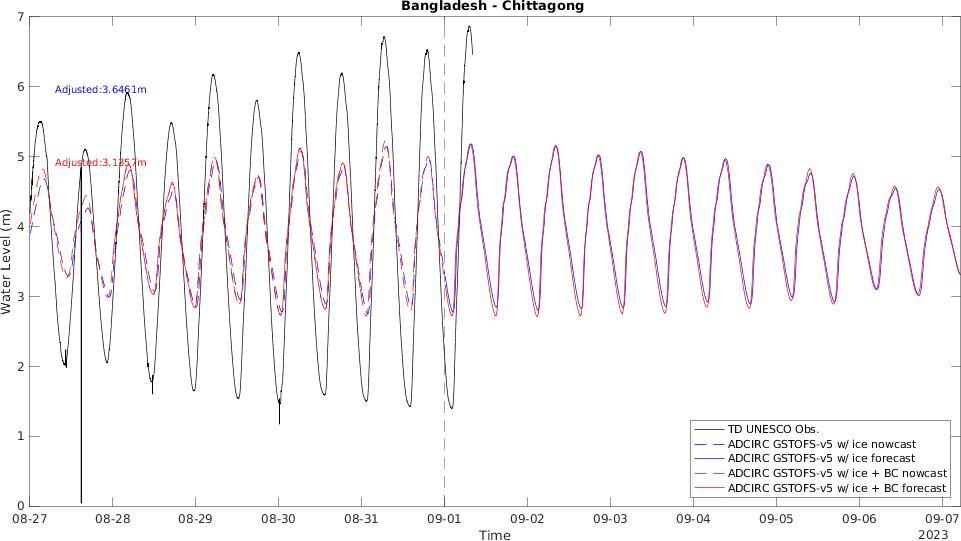 Bangladesh - Chittagong
7
6
5
4
3
2
1
0
Water Level (m)
Adjusted:3.6461m
Adjusted:3.1357m
TD UNESCO Obs.
ADCIRC GSTOFS-v5 w/ ice nowcast
ADCIRC GSTOFS-v5 w/ ice forecast
ADCIRC GSTOFS-v5 w/ ice + BC nowcast
ADCIRC GSTOFS-v5 w/ ice + BC forecast
08-27 08-28 08-29 08-30 08-31 09-01 09-02 09-03 09-04 09-05 09-06 09-07
Time
2023